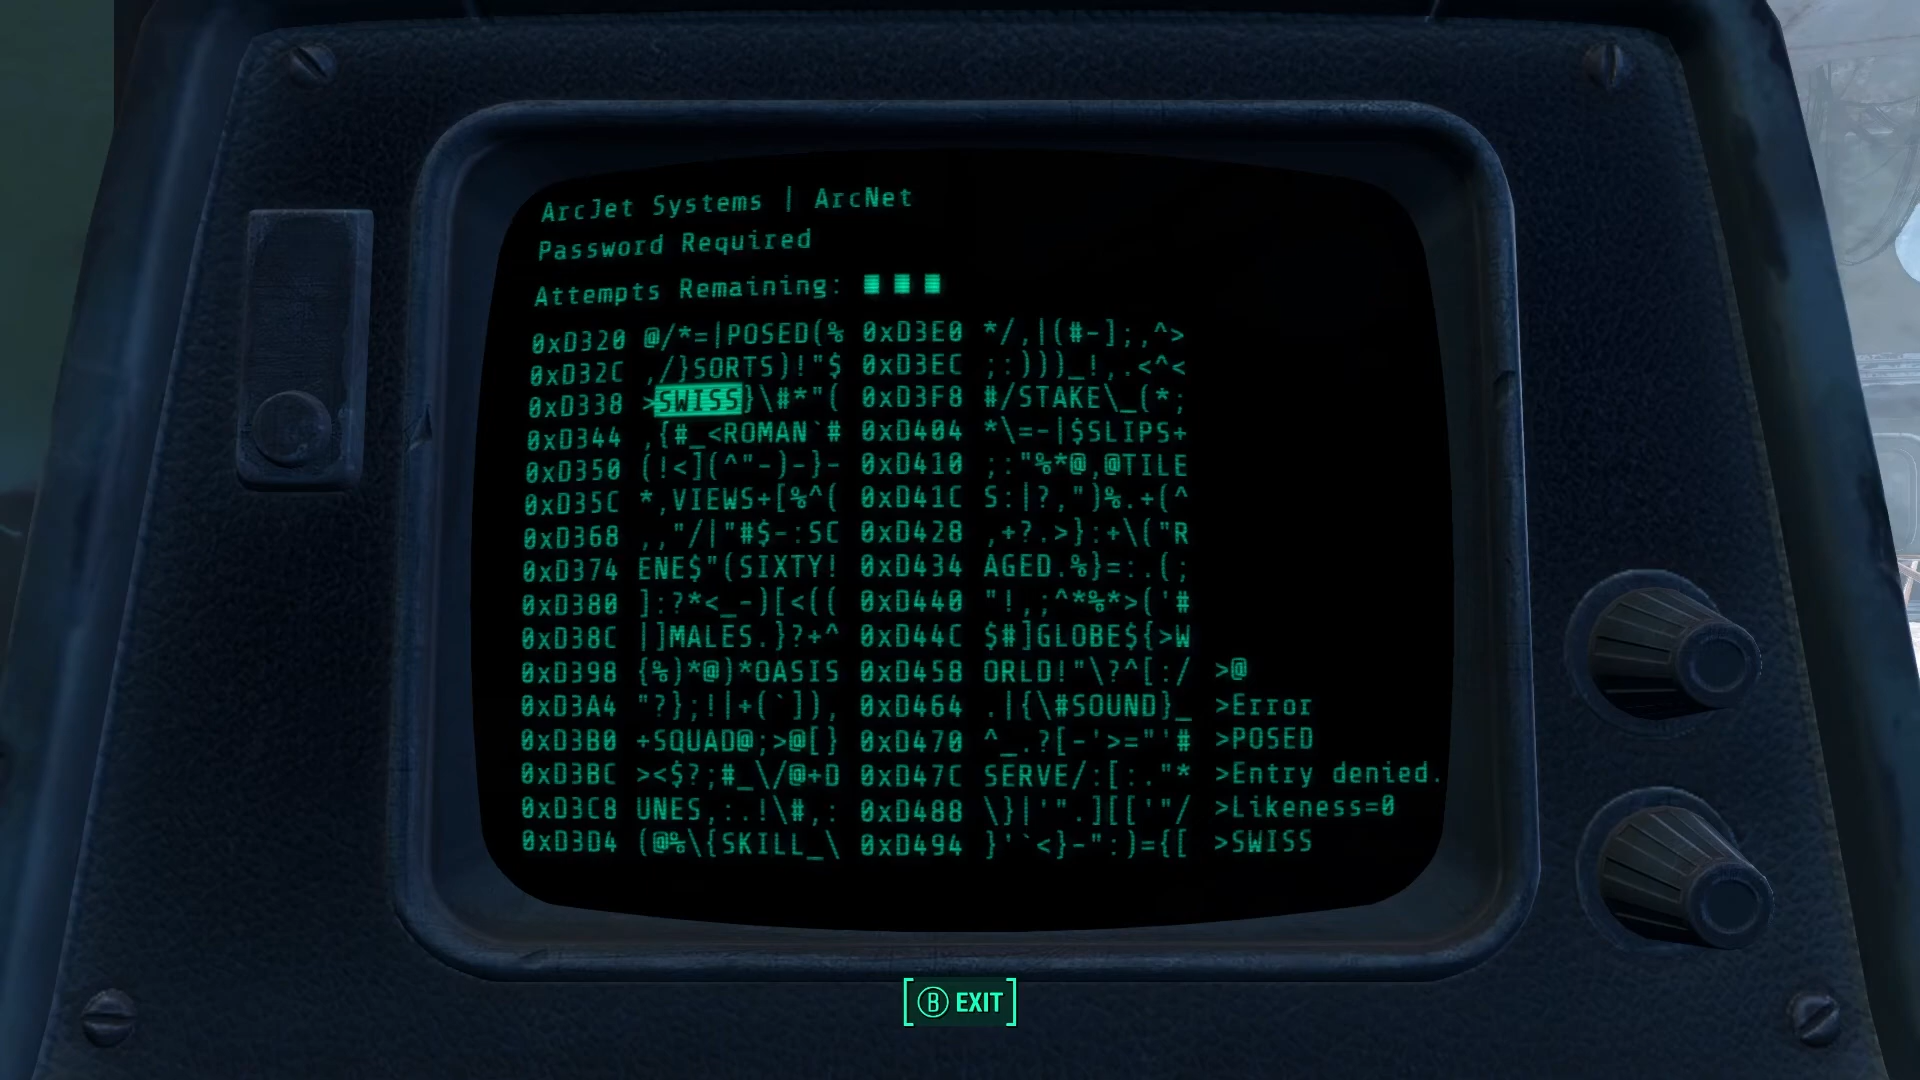 ArcJet Systems | ArcNet
Password Required
Attempts Remaining: ■ ■ ■
0xD320 @/*=|POSED(% 0xD3E0 */,|(#-];,^>
0xD32C ,/}SORTS)!"$ 0xD3EC ;:)))_!,.<^<
0xD338 >SWISS}\#*"( 0xD3F8 #/STAKE\_(*;
0xD344 ,{#_<ROMAN`# 0xD404 *\=-|$SLIPS+
0xD350 (!<](^"-)-}- 0xD410 ;:"%*@,@TILE
0xD35C *,VIEWS+[%^( 0xD41C S:|?,")%.+(^
0xD368 ,,"/|"#$-:SC 0xD428 ,+?.>}:+\("R
0xD374 ENE$"(SIXTY! 0xD434 AGED.%}=:.(;
0xD380 ]:?*<_-)[<(( 0xD440 "!,;^*%*>('#
0xD38C |]MALES.}?+^ 0xD44C $#]GLOBE${>W
0xD398 {%)*@)*OASIS 0xD458 ORLD!"\?^[:/ >@
0xD3A4 "?};!|+(`]), 0xD464 .|{\#SOUND}_ >Error
0xD3B0 +SQUAD@;>@[} 0xD470 ^_.?[-'>="'# >POSED
0xD3BC ><$?;#_\/@+D 0xD47C SERVE/:[:."* >Entry denied.
0xD3C8 UNES,:.!\#,: 0xD488 \}|'".][['"/ >Likeness=0
0xD3D4 (@%\{SKILL_\ 0xD494 }'`<}-":)={[ >SWISS
[B EXIT]